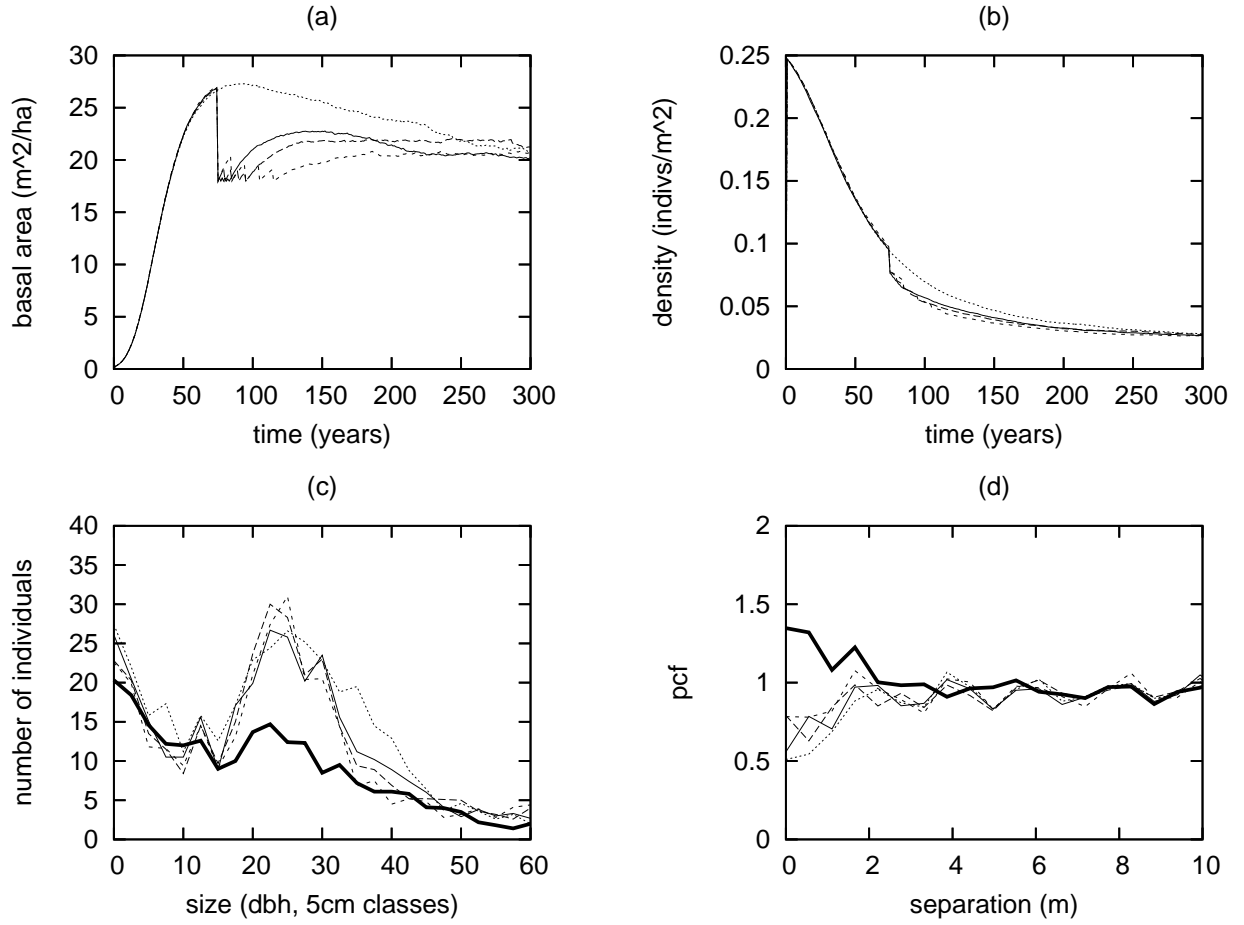 (a)
30
25
20
15
10
5
0
basal area (m^2/ha)
0 50 100 150 200 250 300
time (years)
(b)
0.25
0.2
0.15
0.1
0.05
0
density (indivs/m^2)
0 50 100 150 200 250 300
time (years)
(c)
40
35
30
25
20
15
10
5
0
number of individuals
0 10 20 30 40 50 60
size (dbh, 5cm classes)
(d)
2
1.5
1
0.5
0
pcf
0 2 4 6 8 10
separation (m)